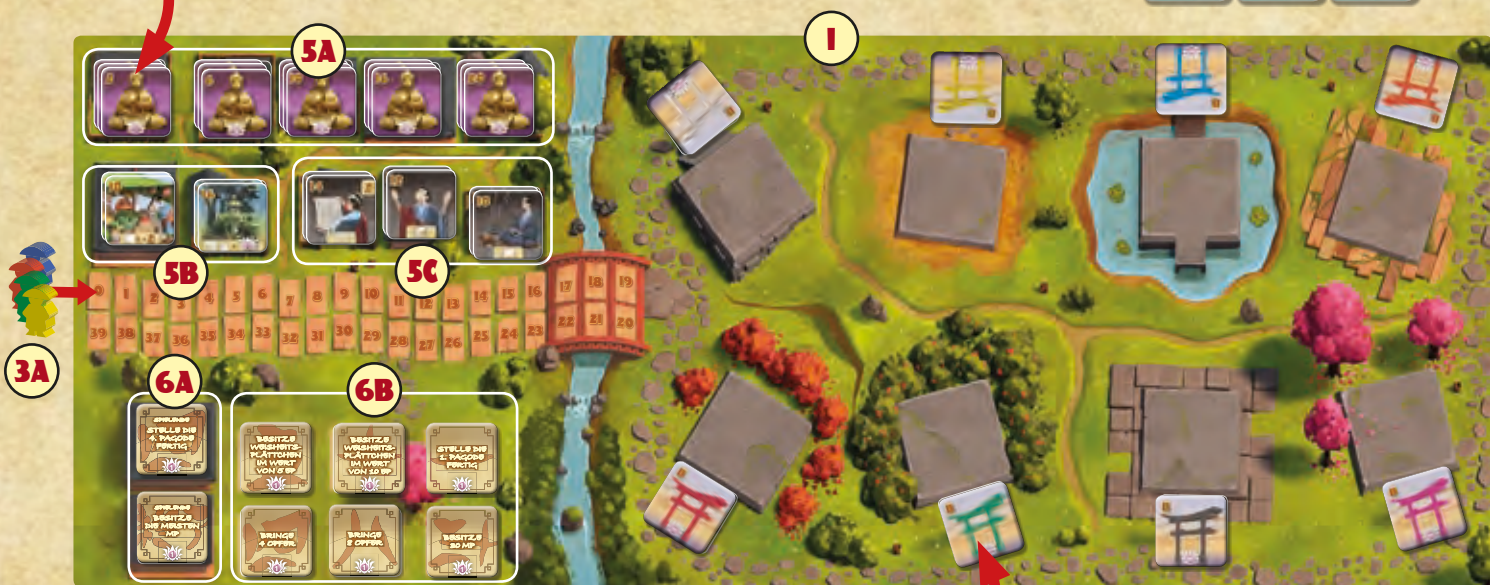 5A
1
5B
5C
3A
0 1 2 3 4 5 6 7 8 9 10 11 12 13 14 15 16 17 18 19
39 38 37 36 35 34 33 32 31 30 29 28 27 26 25 24 23 22 21 20
6A
6B
SPIELENDE
STELLE DIE
4. PAGODE
FERTIG
SPIELENDE
BESITZE
DIE MEISTEN
MP
BESITZE
WEISHEITS-
PLÄTTCHEN
IM WERT
VON 5 SP
BESITZE
WEISHEITS-
PLÄTTCHEN
IM WERT
VON 10 SP
STELLE DIE
2. PAGODE
FERTIG
BRINGE
4 OPFER
BRINGE
2 OPFER
BESITZE
20 MP